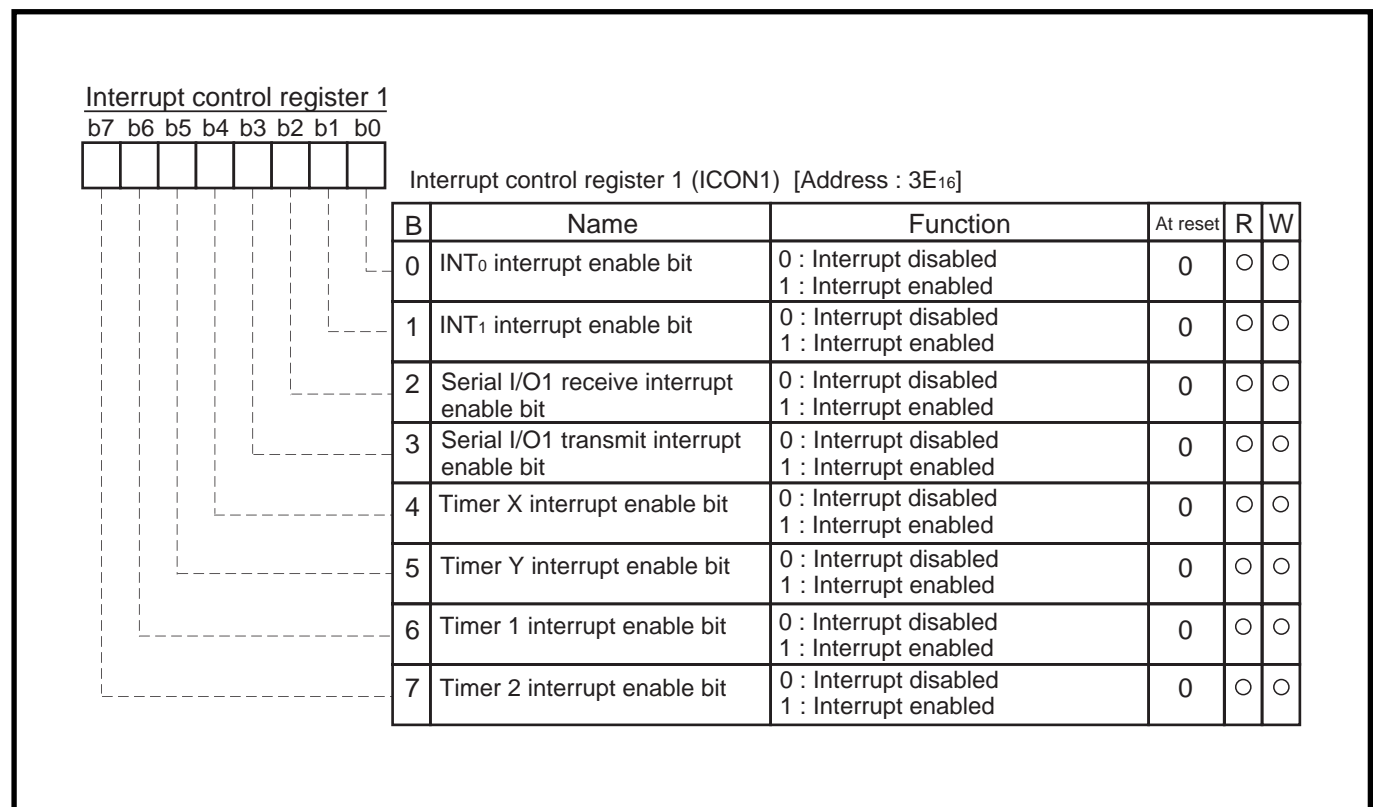 Interrupt control register 1
b7 b6 b5 b4 b3 b2 b1 b0
Interrupt control register 1 (ICON1) [Address : 3E16]
B Name Function At reset R W
0 INT0 interrupt enable bit 0 : Interrupt disabled
1 : Interrupt enabled 0 ○ ○
1 INT1 interrupt enable bit 0 : Interrupt disabled
1 : Interrupt enabled 0 ○ ○
2 Serial I/O1 receive interrupt 0 : Interrupt disabled
enable bit 1 : Interrupt enabled 0 ○ ○
3 Serial I/O1 transmit interrupt 0 : Interrupt disabled
enable bit 1 : Interrupt enabled 0 ○ ○
4 Timer X interrupt enable bit 0 : Interrupt disabled
1 : Interrupt enabled 0 ○ ○
5 Timer Y interrupt enable bit 0 : Interrupt disabled
1 : Interrupt enabled 0 ○ ○
6 Timer 1 interrupt enable bit 0 : Interrupt disabled
1 : Interrupt enabled 0 ○ ○
7 Timer 2 interrupt enable bit 0 : Interrupt disabled
1 : Interrupt enabled 0 ○ ○